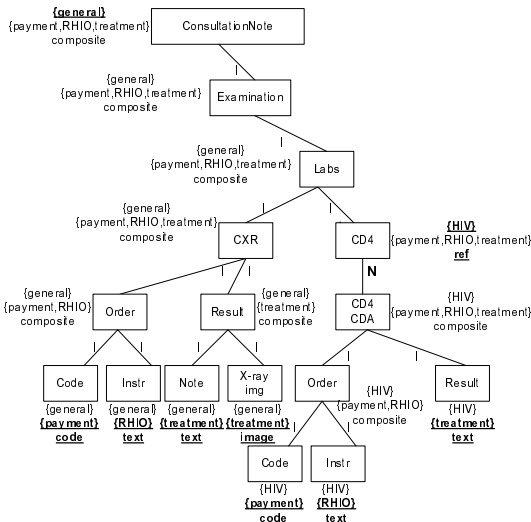 {general}
{payment,RHIO,treatment}
composite
ConsultationNote
I
{general}
{payment,RHIO,treatment}
composite
Examination
I
{general}
{payment,RHIO,treatment}
composite
Labs
I
I
{general}
{payment,RHIO,treatment}
composite
CXR
CD4
{HIV}
{payment,RHIO,treatment}
ref
I
I
N
{general}
{payment,RHIO}
composite
Order
Result
{general}
{treatment}
composite
CD4
CDA
{HIV}
{payment,RHIO,treatment}
composite
I
I
I
I
I
I
Code
Instr
Note
X-ray
img
Order
Result
{general}
{payment}
code
{general}
{RHIO}
text
{general}
{treatment}
text
{general}
{treatment}
image
{HIV}
{payment,RHIO}
composite
{HIV}
{treatment}
text
I
I
Code
Instr
{HIV}
{payment}
code
{HIV}
{RHIO}
text